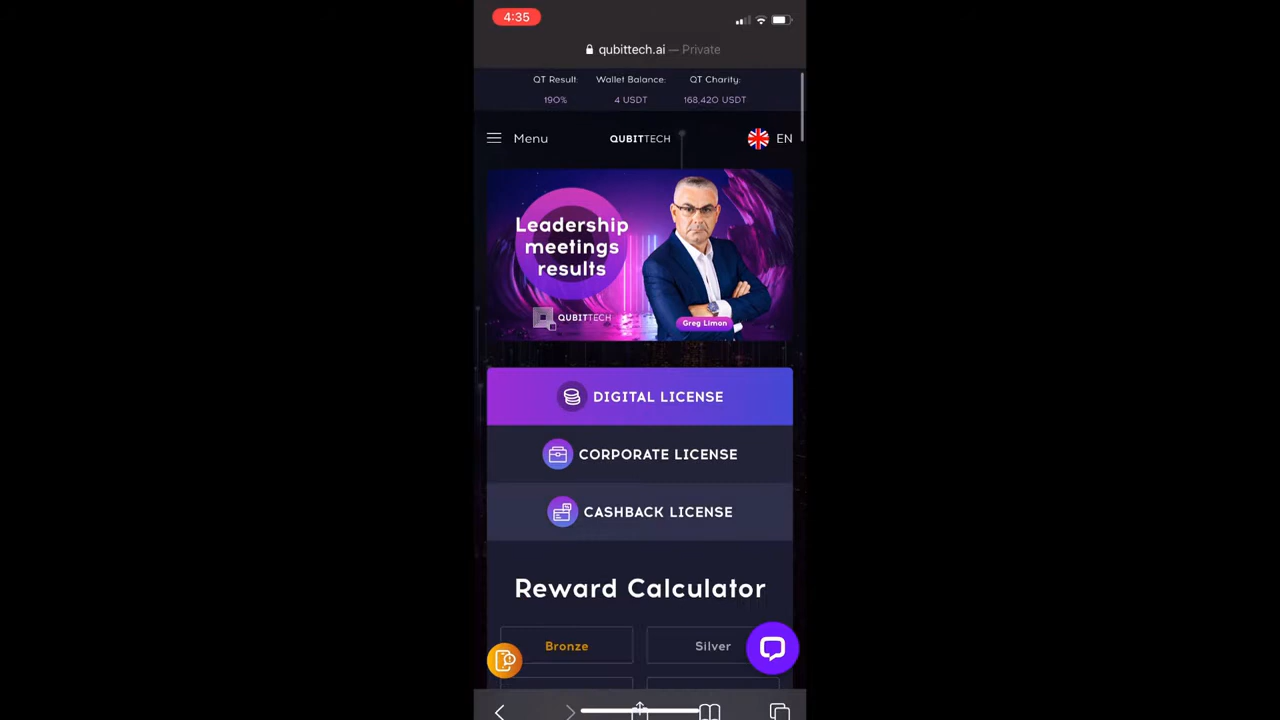 4:35
qubittech.ai — Private
QT Result: Wallet Balance: QT Charity:
190% 4 USDT 168,420 USDT
Menu QUBITTECH EN
Leadership
meetings
results
QUBITTECH
Greg Limon
DIGITAL LICENSE
CORPORATE LICENSE
CASHBACK LICENSE
Reward Calculator
Bronze Silver